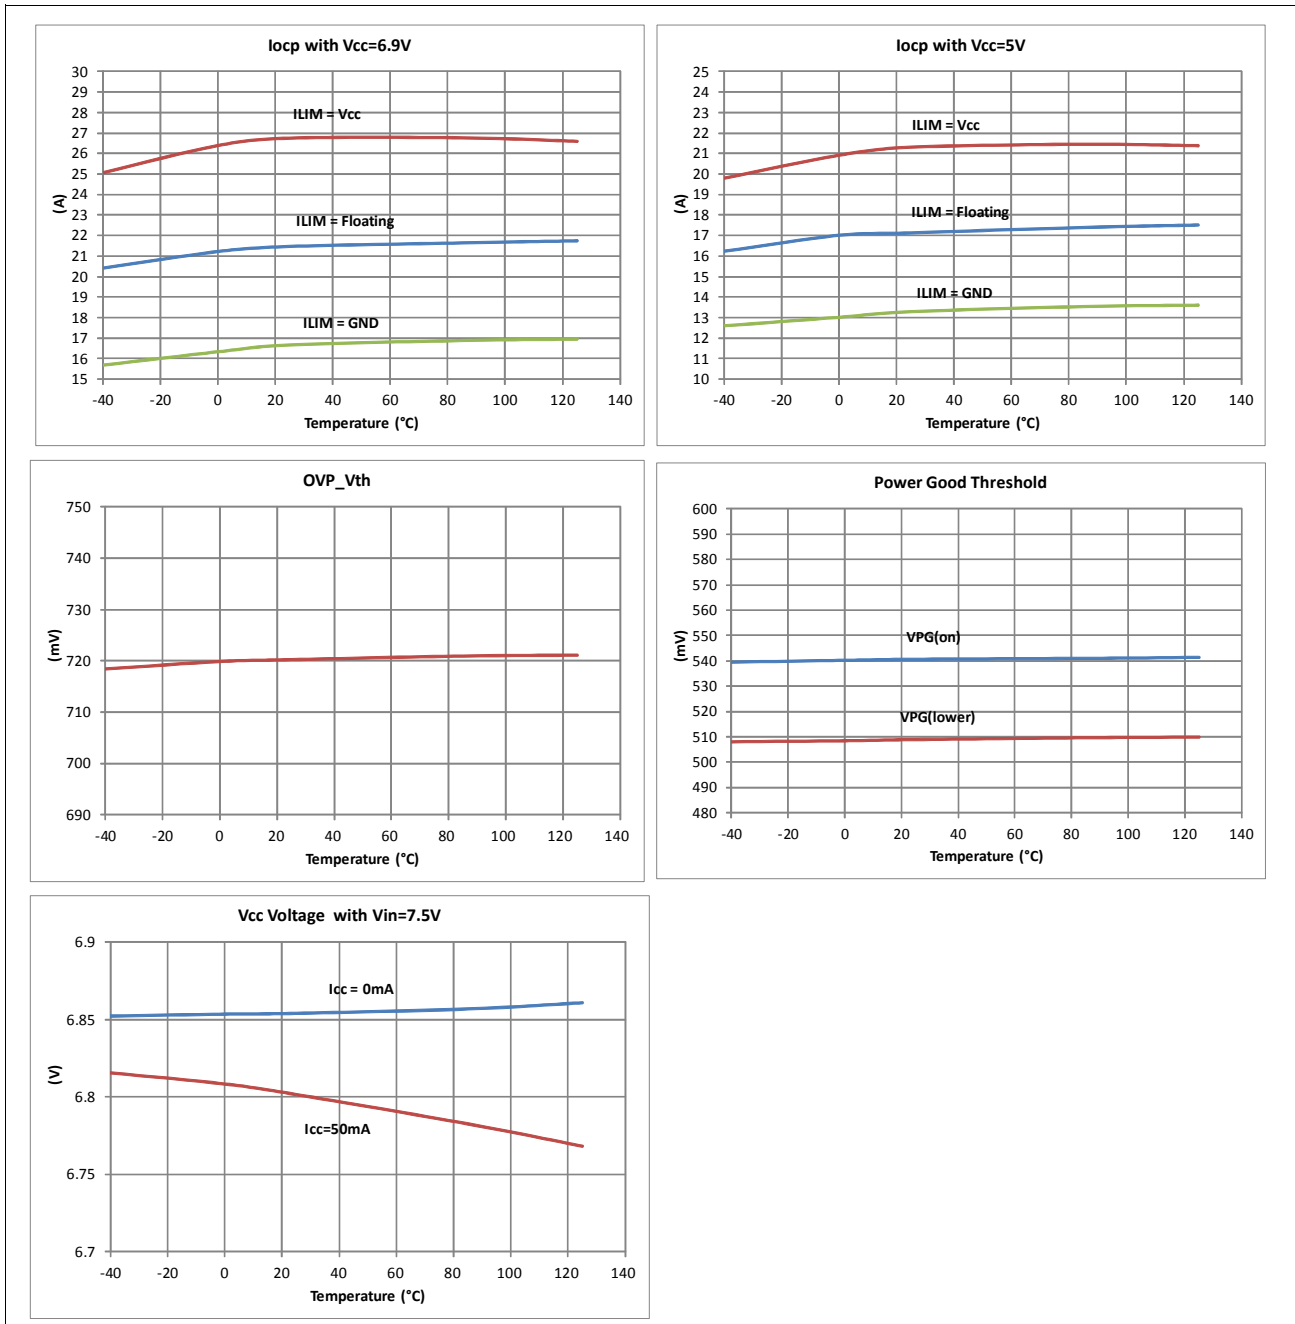 Iocp with Vcc=6.9V
30
29
28
27
26
25
24
23
22
21
20
19
18
17
16
15
(A)
ILIM = Vcc
ILIM = Floating
ILIM = GND
-40 -20 0 20 40 60 80 100 120 140
Temperature (°C)
Iocp with Vcc=5V
25
24
23
22
21
20
19
18
17
16
15
14
13
12
11
10
(A)
ILIM = Vcc
ILIM = Floating
ILIM = GND
-40 -20 0 20 40 60 80 100 120 140
Temperature (°C)
OVP_Vth
750
740
730
720
710
700
690
(mV)
-40 -20 0 20 40 60 80 100 120 140
Temperature (°C)
Power Good Threshold
600
590
580
570
560
550
540
530
520
510
500
490
480
(mV)
VPG(on)
VPG(lower)
-40 -20 0 20 40 60 80 100 120 140
Temperature (°C)
Vcc Voltage with Vin=7.5V
6.9
6.85
6.8
6.75
6.7
(V)
Icc = 0mA
Icc=50mA
-40 -20 0 20 40 60 80 100 120 140
Temperature (°C)